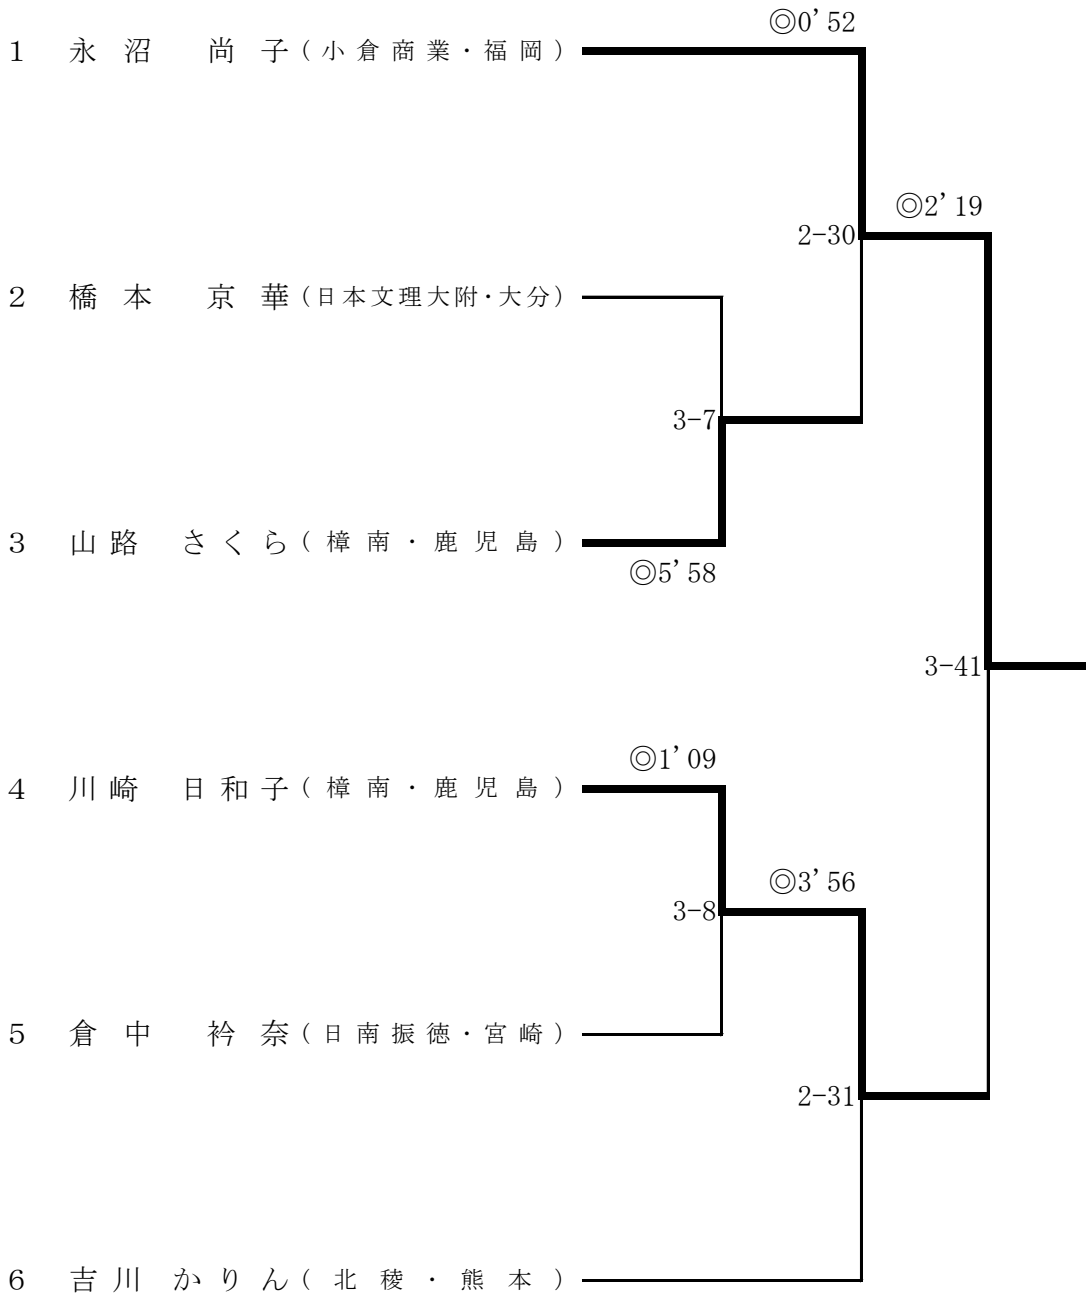 ◎0’52
1 永沼 尚子(小倉商業・福岡)
◎2’19
2-30
2 橋本 京華(日本文理大附・大分)
3-7
3 山路 さくら(樟南・鹿児島)
◎5’58
3-41
◎1’09
4 川崎 日和子(樟南・鹿児島)
◎3’56
3-8
5 倉中 衿奈(日南振徳・宮崎)
2-31
6 吉川 かりん(北稜・熊本)